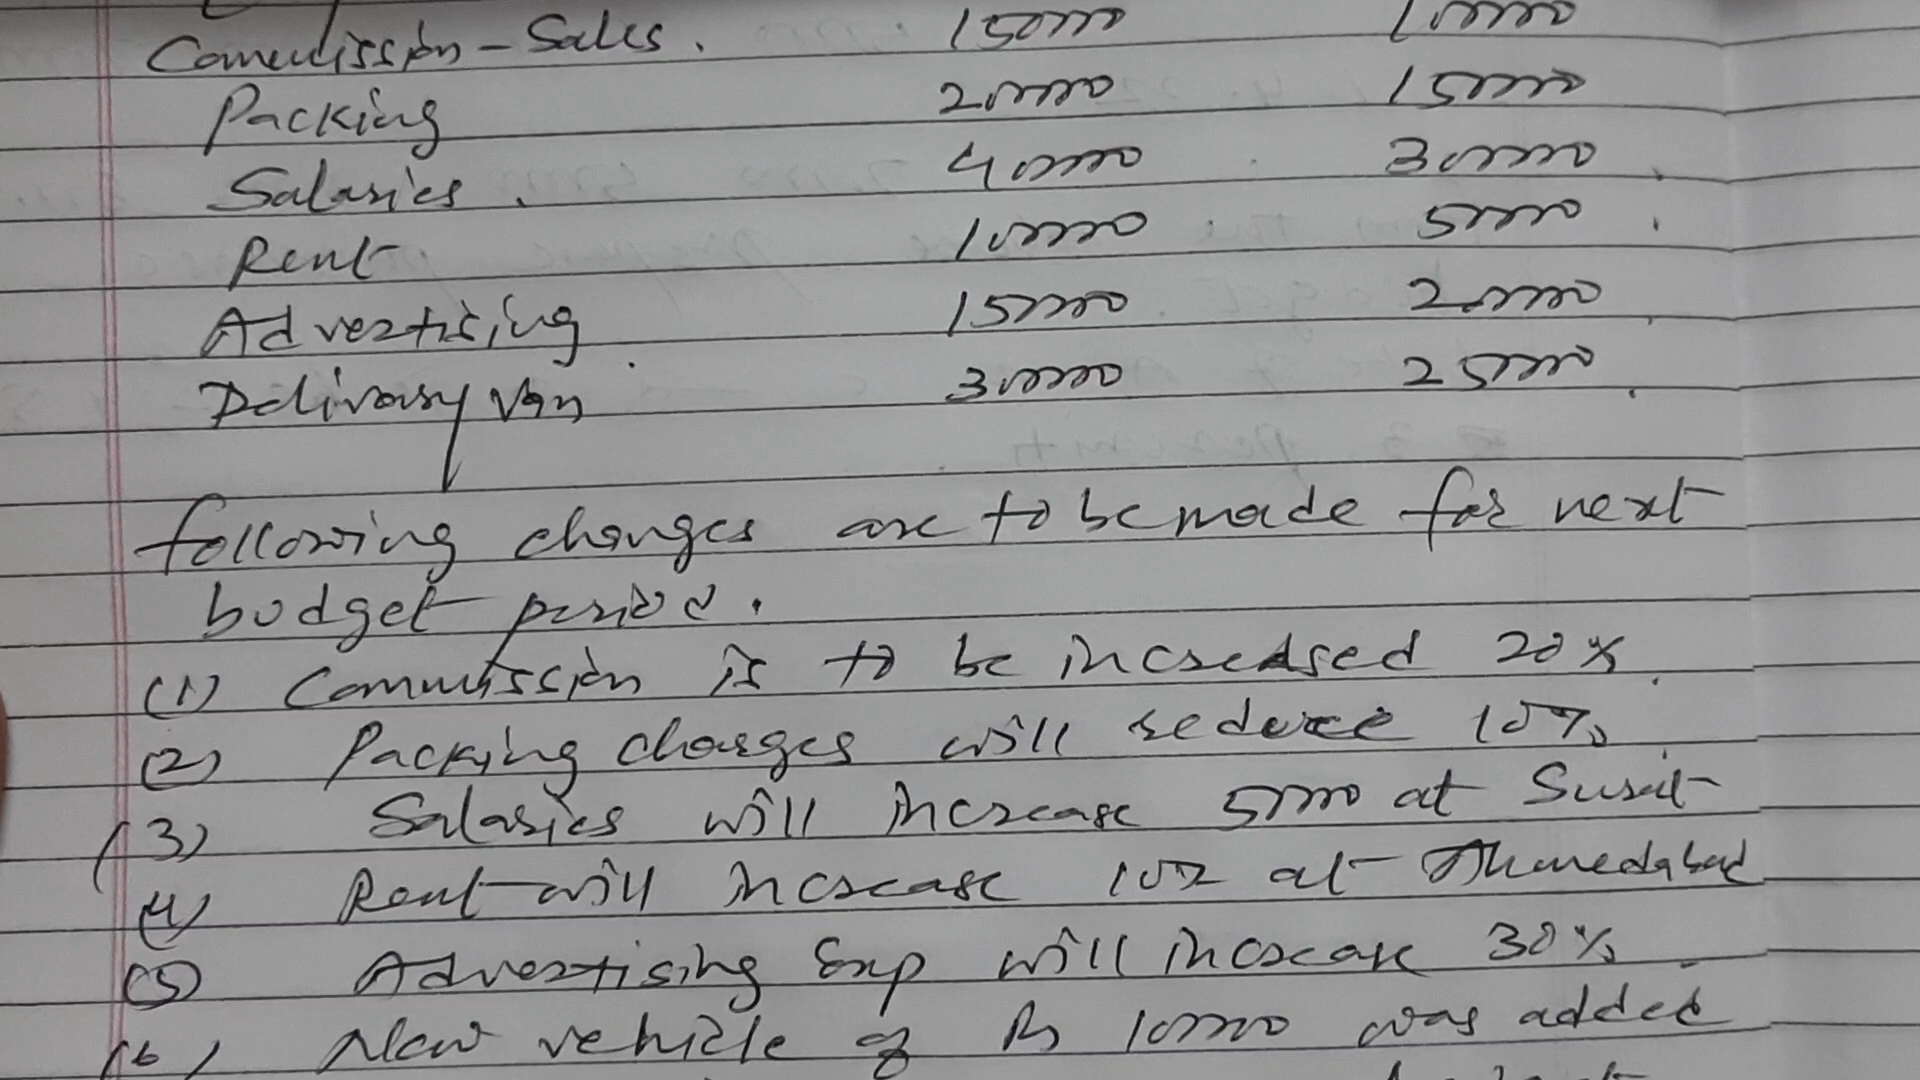 Commission - Sales. 15000 10000
Packing 20000 15000
Salaries. 40000 30000
Rent 10000 5000
Advertising 15000 20000
Delivery Van 30000 25000
following changes are to be made for next
budget period.
(1) Commission is to be increased 20%
(2) Packing charges will reduce 10%
(3) Salaries will increase 5000 at Surat
(4) Rent will increase 10% at Ahmedabad
(5) Advertising Exp will increase 30%
(6) New vehicle of Rs 10000 was added